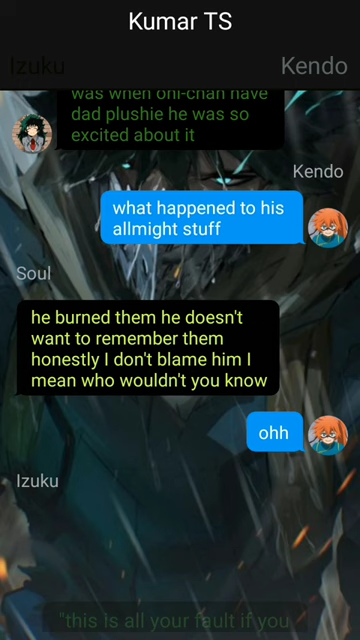 Kumar TS
Izuku
Kendo
was when oni-chan have
dad plushie he was so
excited about it
Kendo
what happened to his
allmight stuff
Soul
he burned them he doesn't
want to remember them
honestly I don't blame him I
mean who wouldn't you know
ohh
Izuku
"this is all your fault if you